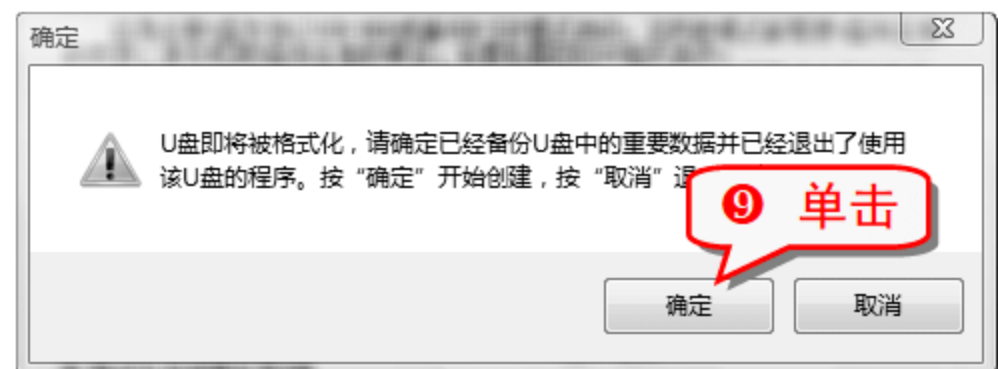 确定
U盘即将被格式化，请确定已经备份U盘中的重要数据并已经退出了使用
该U盘的程序。按“确定”开始创建，按“取消”退
❾ 单击
确定
取消